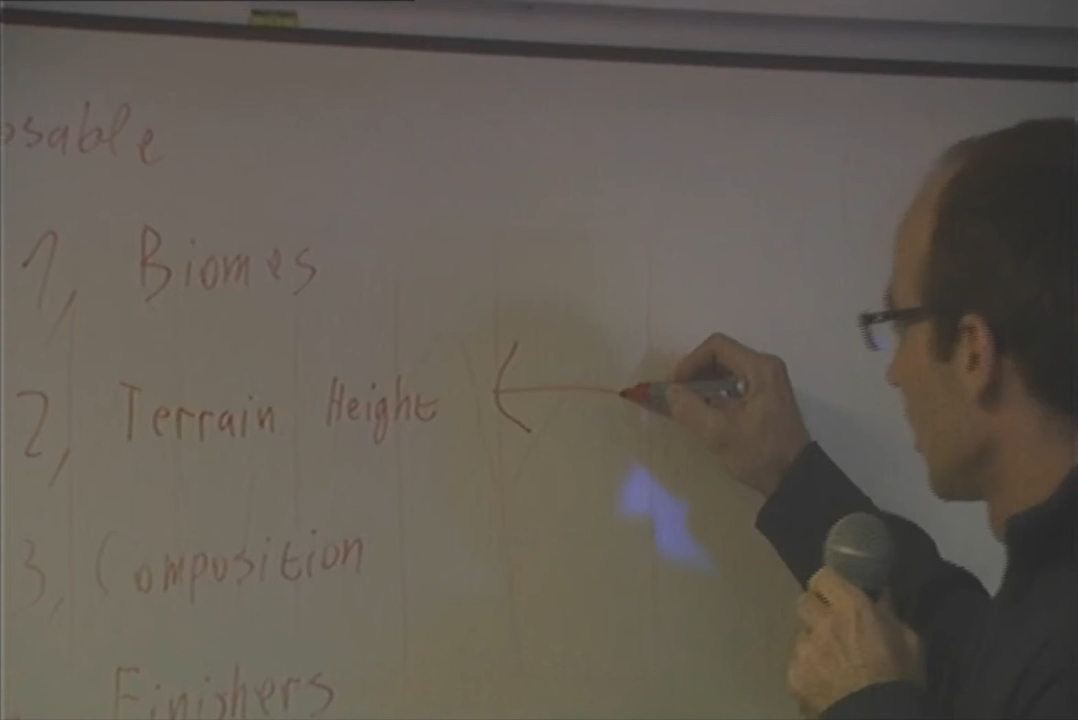 osable
1, Biomes
2, Terrain Height
3, Composition
Finishers